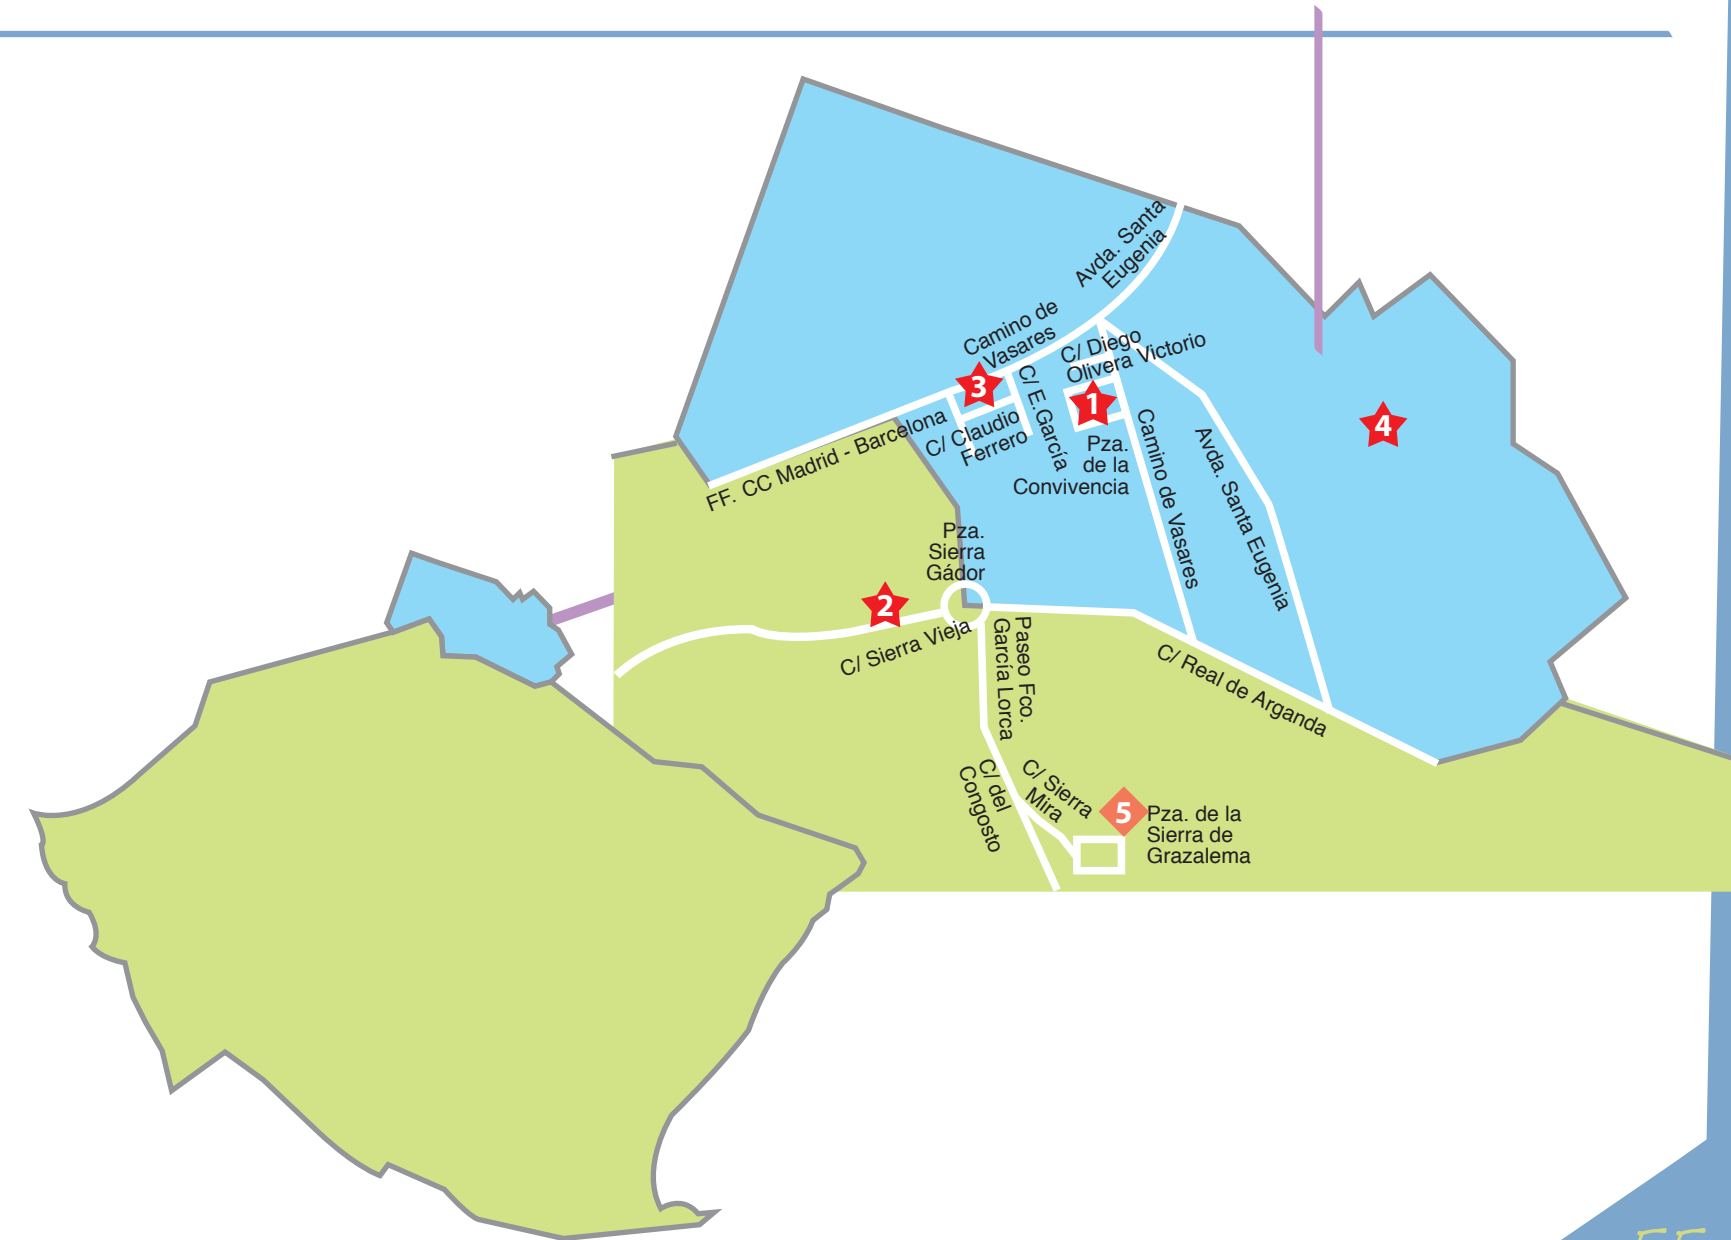 Avda. Santa
Eugenia
Camino de
Vasares
C/ Diego
Olivera Victorio
3
1
4
C/ E.García
C/ Claudio
Ferrero
FF. CC Madrid - Barcelona
Pza.
de la
Convivencia
Camino de Vasares
Avda. Santa Eugenia
Pza.
Sierra
Gádor
2
C/ Sierra Vieja
Paseo Fco.
García Lorca
C/ Real de Arganda
C/ del
Congosto
C/ Sierra
Mira
5
Pza. de la
Sierra de
Grazalema